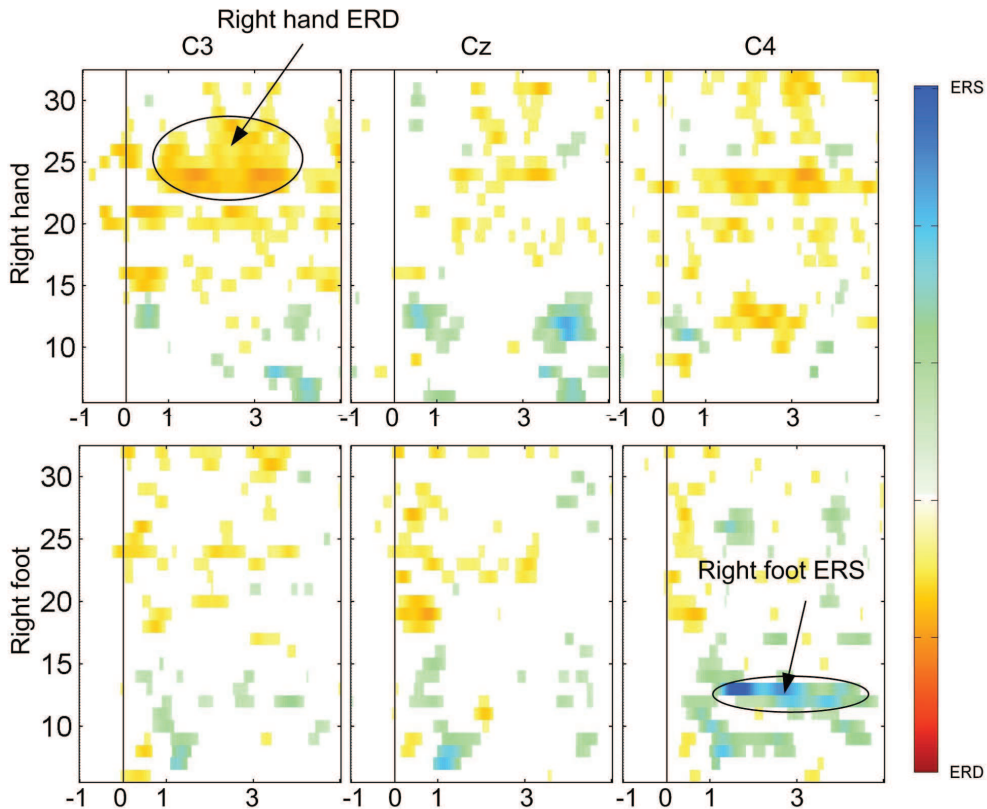 Right hand ERD
C3 Cz C4
ERS
30
25
20
15
10
Right hand
-1 0 1 3 -1 0 1 3 -1 0 1 3
30
25
20
15
10
Right foot
Right foot ERS
ERD
-1 0 1 3 -1 0 1 3 -1 0 1 3